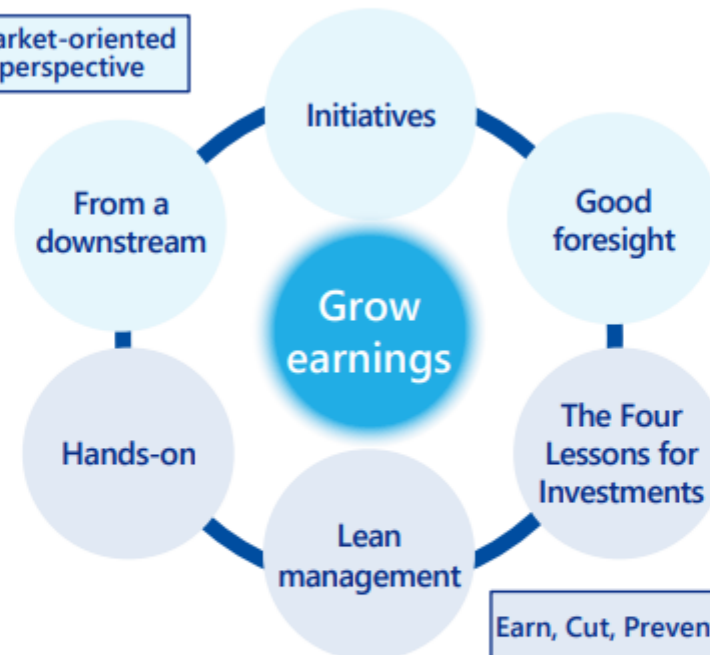 arket-oriented
perspective
Initiatives
From a
downstream
Good
foresight
Grow
earnings
Hands-on
The Four
Lessons for
Investments
Lean
management
Earn, Cut, Preven